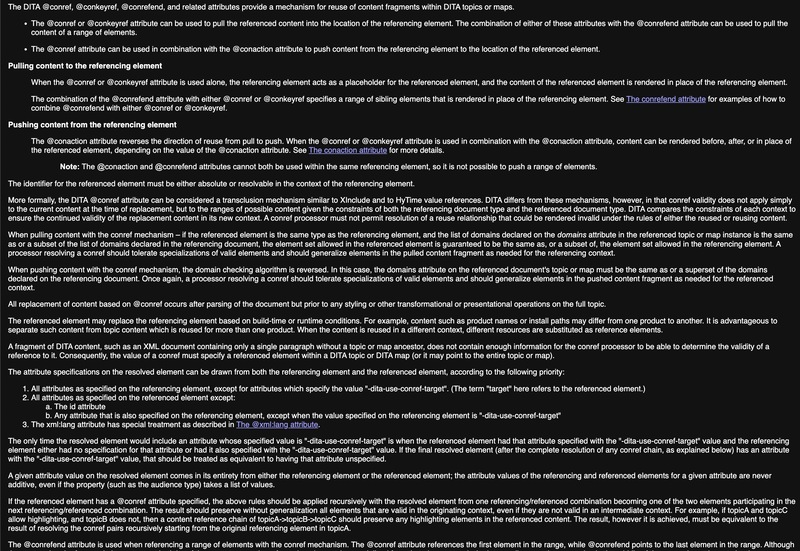 The DITA @conref, @conkeyref, @conrefend, and related attributes provide a mechanism for reuse of content fragments within DITA topics or maps.
• The @conref or @conkeyref attribute can be used to pull the referenced content into the location of the referencing element. The combination of either of these attributes with the @conrefend attribute can be used to pull
the content of a range of elements.
• The @conref attribute can be used in combination with the @conaction attribute to push content from the referencing element to the location of the referenced element.
Pulling content to the referencing element
When the @conref or @conkeyref attribute is used alone, the referencing element acts as a placeholder for the referenced element, and the content of the referenced element is rendered in place of the referencing element.
The combination of the @conrefend attribute with either @conref or @conkeyref specifies a range of sibling elements that is rendered in place of the referencing element. See The conrefend attribute for examples of how to
combine @conrefend with either @conref or @conkeyref.
Pushing content from the referencing element
The @conaction attribute reverses the direction of reuse from pull to push. When the @conref or @conkeyref attribute is used in combination with the @conaction attribute, content can be rendered before, after, or in place of
the referenced element, depending on the value of the @conaction attribute. See The conaction attribute for more details.
Note: The @conaction and @conrefend attributes cannot both be used within the same referencing element, so it is not possible to push a range of elements.
The identifier for the referenced element must be either absolute or resolvable in the context of the referencing element.
More formally, the DITA @conref attribute can be considered a transclusion mechanism similar to XInclude and to HyTime value references. DITA differs from these mechanisms, however, in that conref validity does not apply simply
to the current content at the time of replacement, but to the ranges of possible content given the constraints of both the referencing document type and the referenced document type. DITA compares the constraints of each context to
ensure the continued validity of the replacement content in its new context. A conref processor must not permit resolution of a reuse relationship that could be rendered invalid under the rules of either the reused or reusing content.
When pulling content with the conref mechanism – if the referenced element is the same type as the referencing element, and the list of domains declared on the domains attribute in the referenced topic or map instance is the same
as or a subset of the list of domains declared in the referencing document, the element set allowed in the referenced element is guaranteed to be the same as, or a subset of, the element set allowed in the referencing element. A
processor resolving a conref should tolerate specializations of valid elements and should generalize elements in the pulled content fragment as needed for the referencing context.
When pushing content with the conref mechanism, the domain checking algorithm is reversed. In this case, the domains attribute on the referenced document's topic or map must be the same as or a superset of the domains
declared on the referencing document. Once again, a processor resolving a conref should tolerate specializations of valid elements and should generalize elements in the pushed content fragment as needed for the referenced
context.
All replacement of content based on @conref occurs after parsing of the document but prior to any styling or other transformational or presentational operations on the full topic.
The referenced element may replace the referencing element based on build-time or runtime conditions. For example, content such as product names or install paths may differ from one product to another. It is advantageous to
separate such content from topic content which is reused for more than one product. When the content is reused in a different context, different resources are substituted as reference elements.
A fragment of DITA content, such as an XML document containing only a single paragraph without a topic or map ancestor, does not contain enough information for the conref processor to be able to determine the validity of a
reference to it. Consequently, the value of a conref must specify a referenced element within a DITA topic or DITA map (or it may point to the entire topic or map).
The attribute specifications on the resolved element can be drawn from both the referencing element and the referenced element, according to the following priority:
1. All attributes as specified on the referencing element, except for attributes which specify the value "-dita-use-conref-target". (The term "target" here refers to the referenced element.)
2. All attributes as specified on the referenced element except:
a. The id attribute
b. Any attribute that is also specified on the referencing element, except when the value specified on the referencing element is "-dita-use-conref-target"
3. The xml:lang attribute has special treatment as described in The @xml:lang attribute.
The only time the resolved element would include an attribute whose specified value is "-dita-use-conref-target" is when the referenced element had that attribute specified with the "-dita-use-conref-target" value and the referencing
element either had no specification for that attribute or had it also specified with the "-dita-use-conref-target" value. If the final resolved element (after the complete resolution of any conref chain, as explained below) has an attribute
with the "-dita-use-conref-target" value, that should be treated as equivalent to having that attribute unspecified.
A given attribute value on the resolved element comes in its entirety from either the referencing element or the referenced element; the attribute values of the referencing and referenced elements for a given attribute are never
additive, even if the property (such as the audience type) takes a list of values.
If the referenced element has a @conref attribute specified, the above rules should be applied recursively with the resolved element from one referencing/referenced combination becoming one of the two elements participating in the
next referencing/referenced combination. The result should preserve without generalization all elements that are valid in the originating context, even if they are not valid in an intermediate context. For example, if topicA and topicC
allow highlighting, and topicB does not, then a content reference chain of topicA->topicB->topicC should preserve any highlighting elements in the referenced content. The result, however it is achieved, must be equivalent to the
result of resolving the conref pairs recursively starting from the original referencing element in topicA.
The @conrefend attribute is used when referencing a range of elements with the conref mechanism. The @conref attribute references the first element in the range, while @conrefend points to the last element in the range. Although